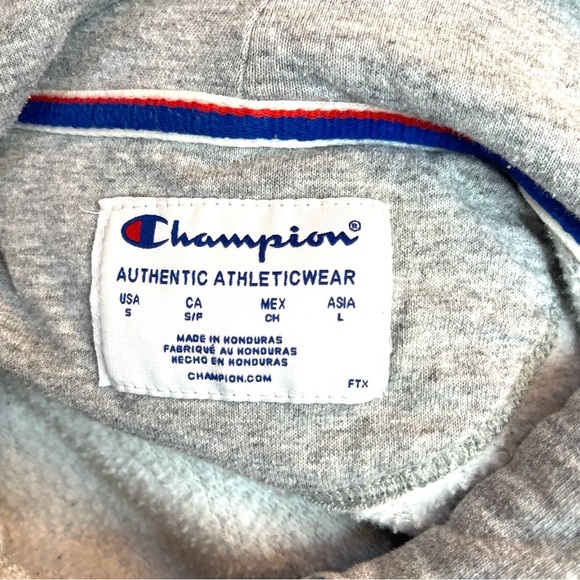 Champion®
AUTHENTIC ATHLETICWEAR
USA CA MEX ASIA
S S/P CH L
MADE IN HONDURAS
FABRIQUÉ AU HONDURAS
HECHO EN HONDURAS
CHAMPION.COM
FTX